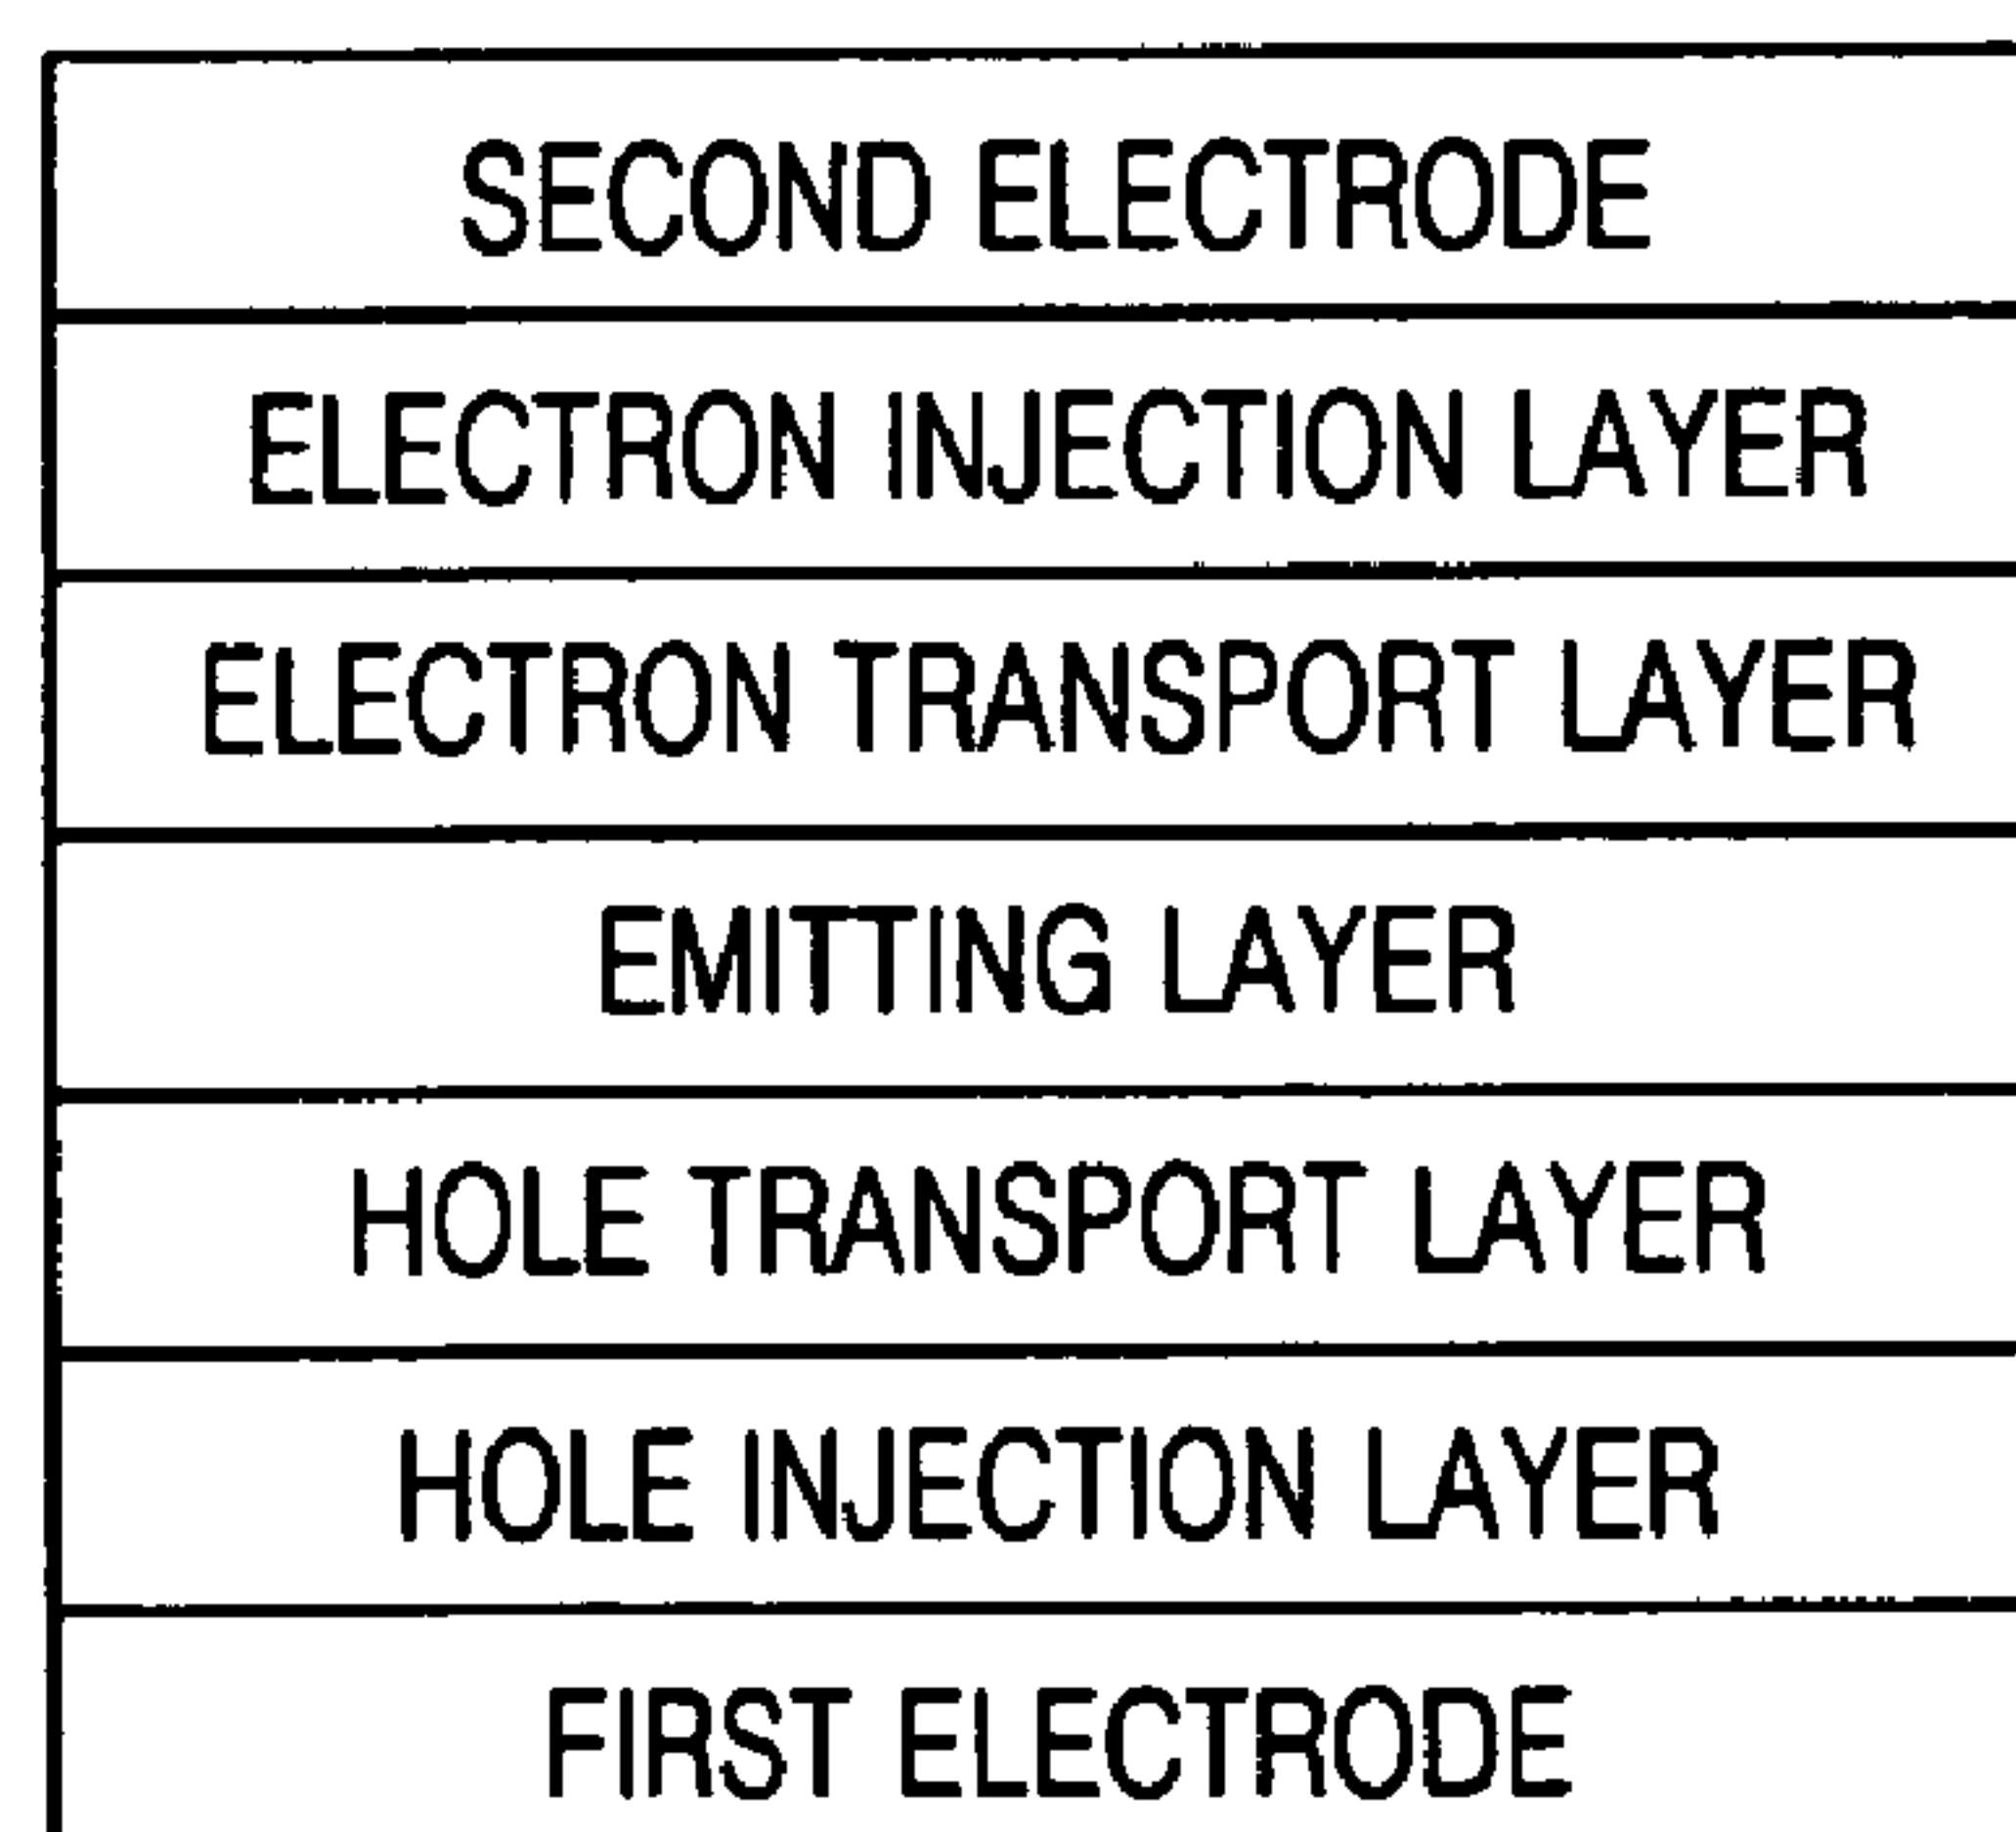 SECOND ELECTRODE
ELECTRON INJECTION LAYER
ELECTRON TRANSPORT LAYER
EMITTING LAYER
HOLE TRANSPORT LAYER
HOLE INJECTION LAYER
FIRST ELECTRODE